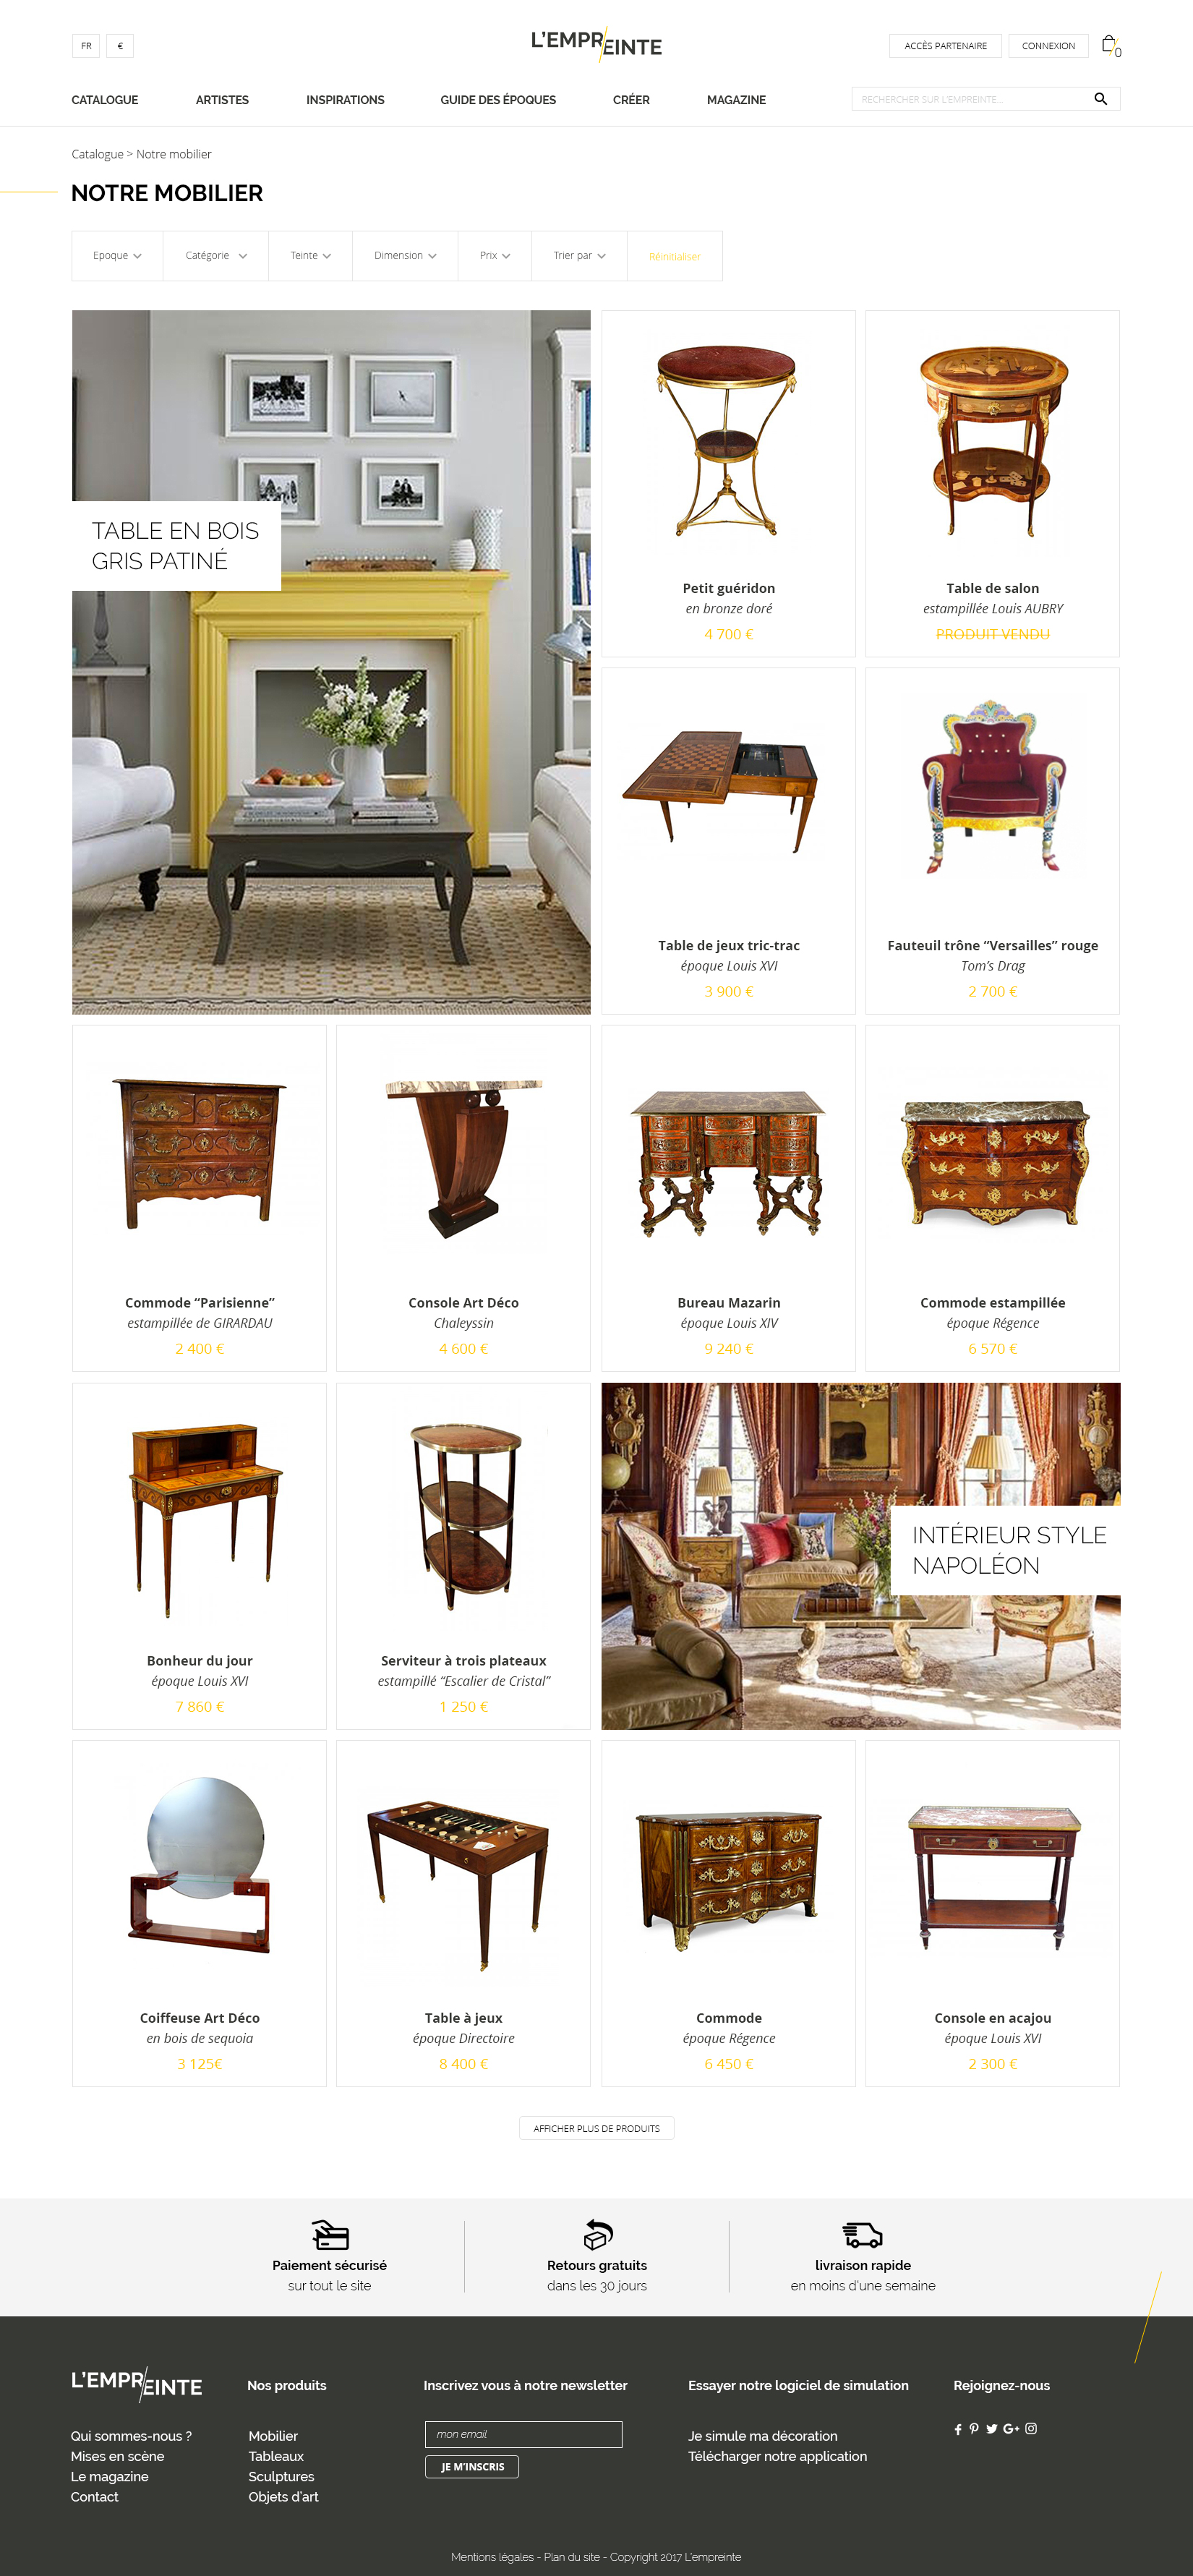 FR
€
L'EMPREINTE
ACCÈS PARTENAIRE
CONNEXION
0
CATALOGUE
ARTISTES
INSPIRATIONS
GUIDE DES ÉPOQUES
CRÉER
MAGAZINE
RECHERCHER SUR L'EMPREINTE...
Catalogue > Notre mobilier
NOTRE MOBILIER
Epoque
Catégorie
Teinte
Dimension
Prix
Trier par
Réinitialiser
TABLE EN BOIS
GRIS PATINÉ
Petit guéridon
en bronze doré
4 700 €
Table de salon
estampillée Louis AUBRY
PRODUIT VENDU
Table de jeux tric-trac
époque Louis XVI
3 900 €
Fauteuil trône “Versailles” rouge
Tom’s Drag
2 700 €
Commode “Parisienne”
estampillée de GIRARDAU
2 400 €
Console Art Déco
Chaleyssin
4 600 €
Bureau Mazarin
époque Louis XIV
9 240 €
Commode estampillée
époque Régence
6 570 €
Bonheur du jour
époque Louis XVI
7 860 €
Serviteur à trois plateaux
estampillé “Escalier de Cristal”
1 250 €
INTÉRIEUR STYLE
NAPOLÉON
Coiffeuse Art Déco
en bois de sequoia
3 125€
Table à jeux
époque Directoire
8 400 €
Commode
époque Régence
6 450 €
Console en acajou
époque Louis XVI
2 300 €
AFFICHER PLUS DE PRODUITS
Paiement sécurisé
sur tout le site
Retours gratuits
dans les 30 jours
livraison rapide
en moins d'une semaine
L'EMPREINTE
Qui sommes-nous ?
Mises en scène
Le magazine
Contact
Nos produits
Mobilier
Tableaux
Sculptures
Objets d'art
Inscrivez vous à notre newsletter
mon email
JE M'INSCRIS
Essayer notre logiciel de simulation
Je simule ma décoration
Télécharger notre application
Rejoignez-nous
Mentions légales - Plan du site - Copyright 2017 L'empreinte